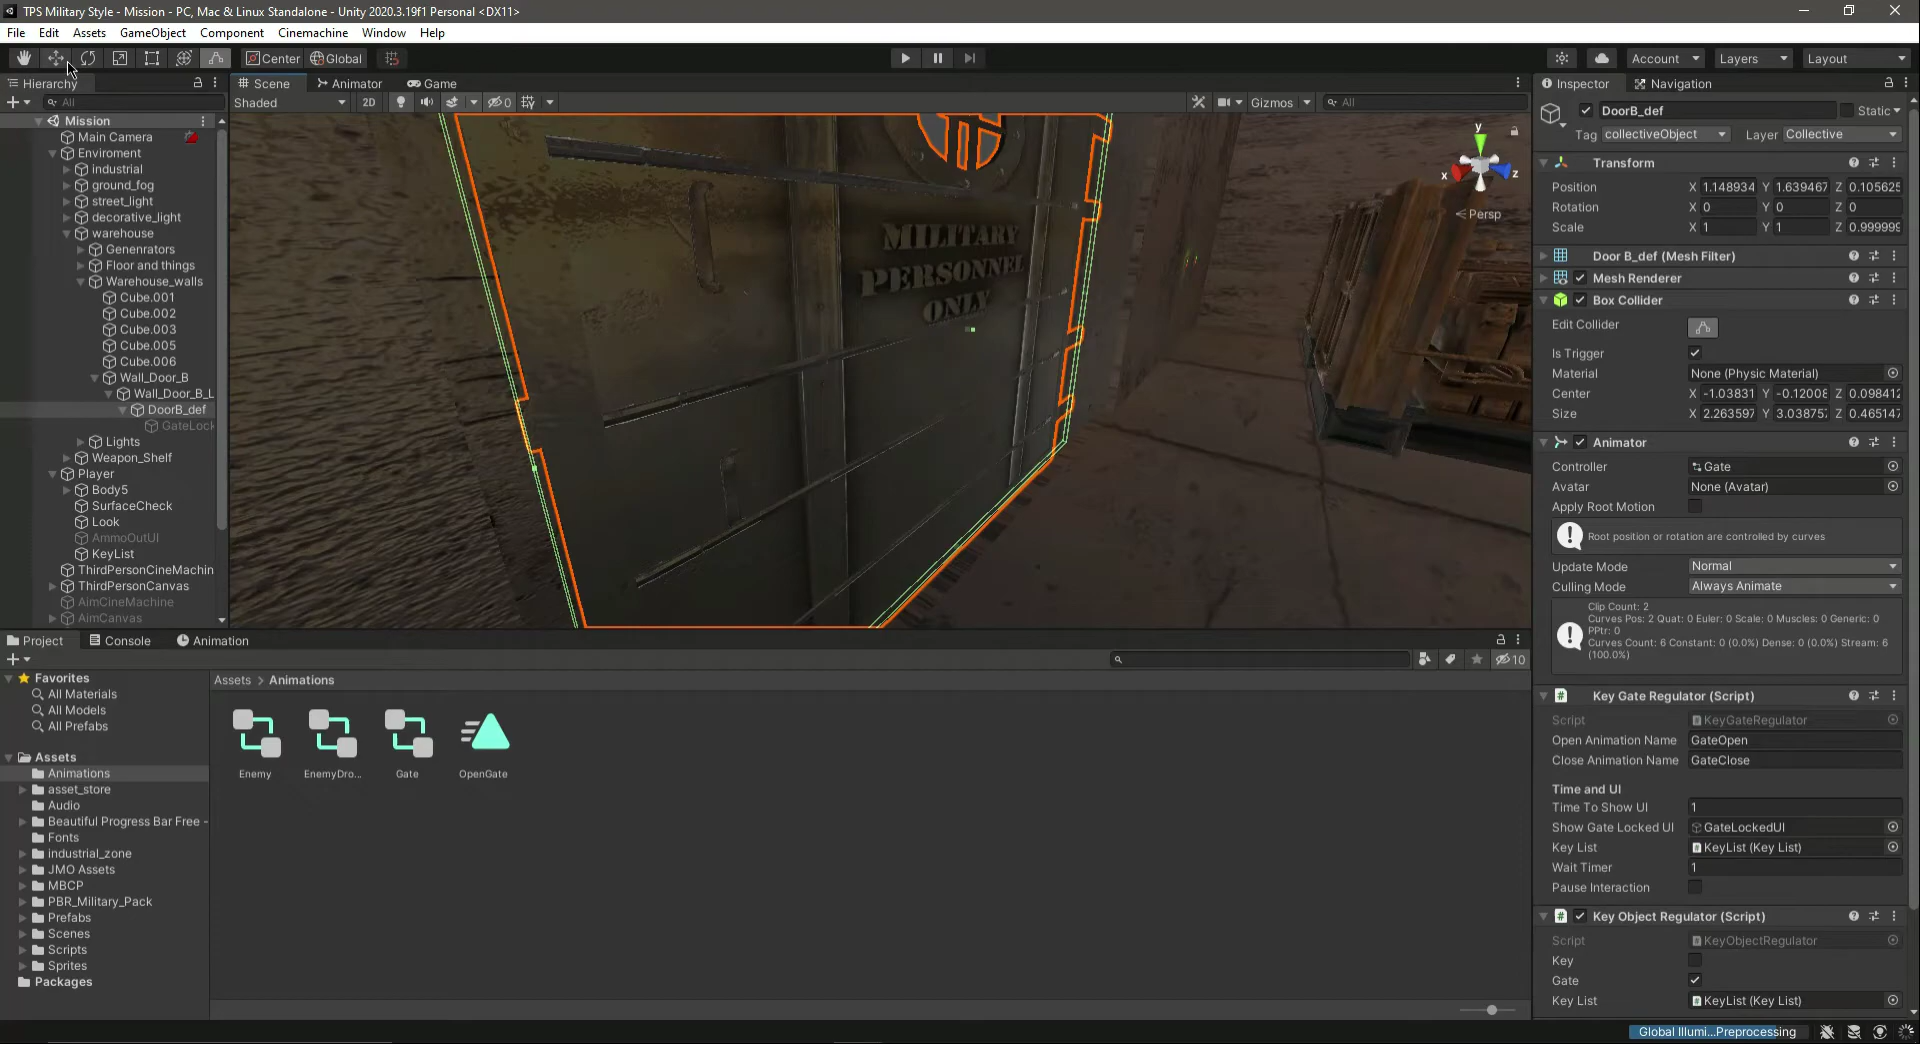 TPS Military Style - Mission - PC, Mac & Linux Standalone - Unity 2020.3.19f1 Personal <DX11>
File Edit Assets GameObject Component Cinemachine Window Help
Center Global Account Layers Layout
Hierarchy
All
Mission
Main Camera
Enviroment
industrial
ground_fog
street_light
decorative_light
warehouse
Genenrators
Floor and things
Warehouse_walls
Cube.001
Cube.002
Cube.003
Cube.005
Cube.006
Wall_Door_B
Wall_Door_B_L
DoorB_def
GateLock
Lights
Weapon_Shelf
Player
Body5
SurfaceCheck
Look
AmmoOutUI
KeyList
ThirdPersonCineMachin
ThirdPersonCanvas
AimCineMachine
AimCanvas
Scene Animator Game
Shaded 2D 0 Gizmos All
MILITARY
PERSONNEL
ONLY
y
x z
Persp
Inspector Navigation
DoorB_def Static
Tag collectiveObject Layer Collective
Transform
Position X 1.148934 Y 1.639467 Z 0.105625
Rotation X 0 Y 0 Z 0
Scale X 1 Y 1 Z 0.999999
Door B_def (Mesh Filter)
Mesh Renderer
Box Collider
Edit Collider
Is Trigger
Material None (Physic Material)
Center X -1.03831 Y -0.12008 Z 0.098412
Size X 2.263597 Y 3.038757 Z 0.465147
Animator
Controller Gate
Avatar None (Avatar)
Apply Root Motion
Root position or rotation are controlled by curves
Update Mode Normal
Culling Mode Always Animate
Clip Count: 2
Curves Pos: 2 Quat: 0 Euler: 0 Scale: 0 Muscles: 0 Generic: 0
PPtr: 0
Curves Count: 6 Constant: 0 (0.0%) Dense: 0 (0.0%) Stream: 6
(100.0%)
Key Gate Regulator (Script)
Script KeyGateRegulator
Open Animation Name GateOpen
Close Animation Name GateClose
Time and UI
Time To Show UI 1
Show Gate Locked UI GateLockedUI
Key List KeyList (Key List)
Wait Timer 1
Pause Interaction
Key Object Regulator (Script)
Script KeyObjectRegulator
Key
Gate
Key List KeyList (Key List)
Project Console Animation
10
Favorites
All Materials
All Models
All Prefabs
Assets
Animations
asset_store
Audio
Beautiful Progress Bar Free -
Fonts
industrial_zone
JMO Assets
MBCP
PBR_Military_Pack
Prefabs
Scenes
Scripts
Sprites
Packages
Assets > Animations
Enemy EnemyDro... Gate OpenGate
Global Illumi...Preprocessing